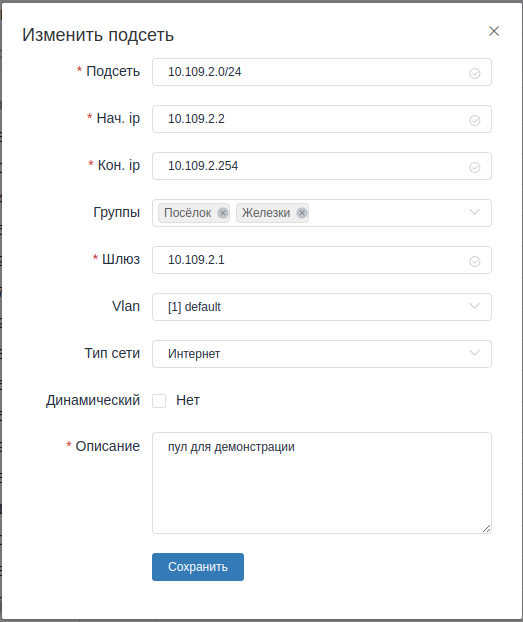 Изменить подсеть
* Подсеть 10.109.2.0/24
* Нач. ip 10.109.2.2
* Кон. ip 10.109.2.254
Группы Посёлок Железки
* Шлюз 10.109.2.1
Vlan [1] default
Тип сети Интернет
Динамический Нет
* Описание пул для демонстрации
Сохранить